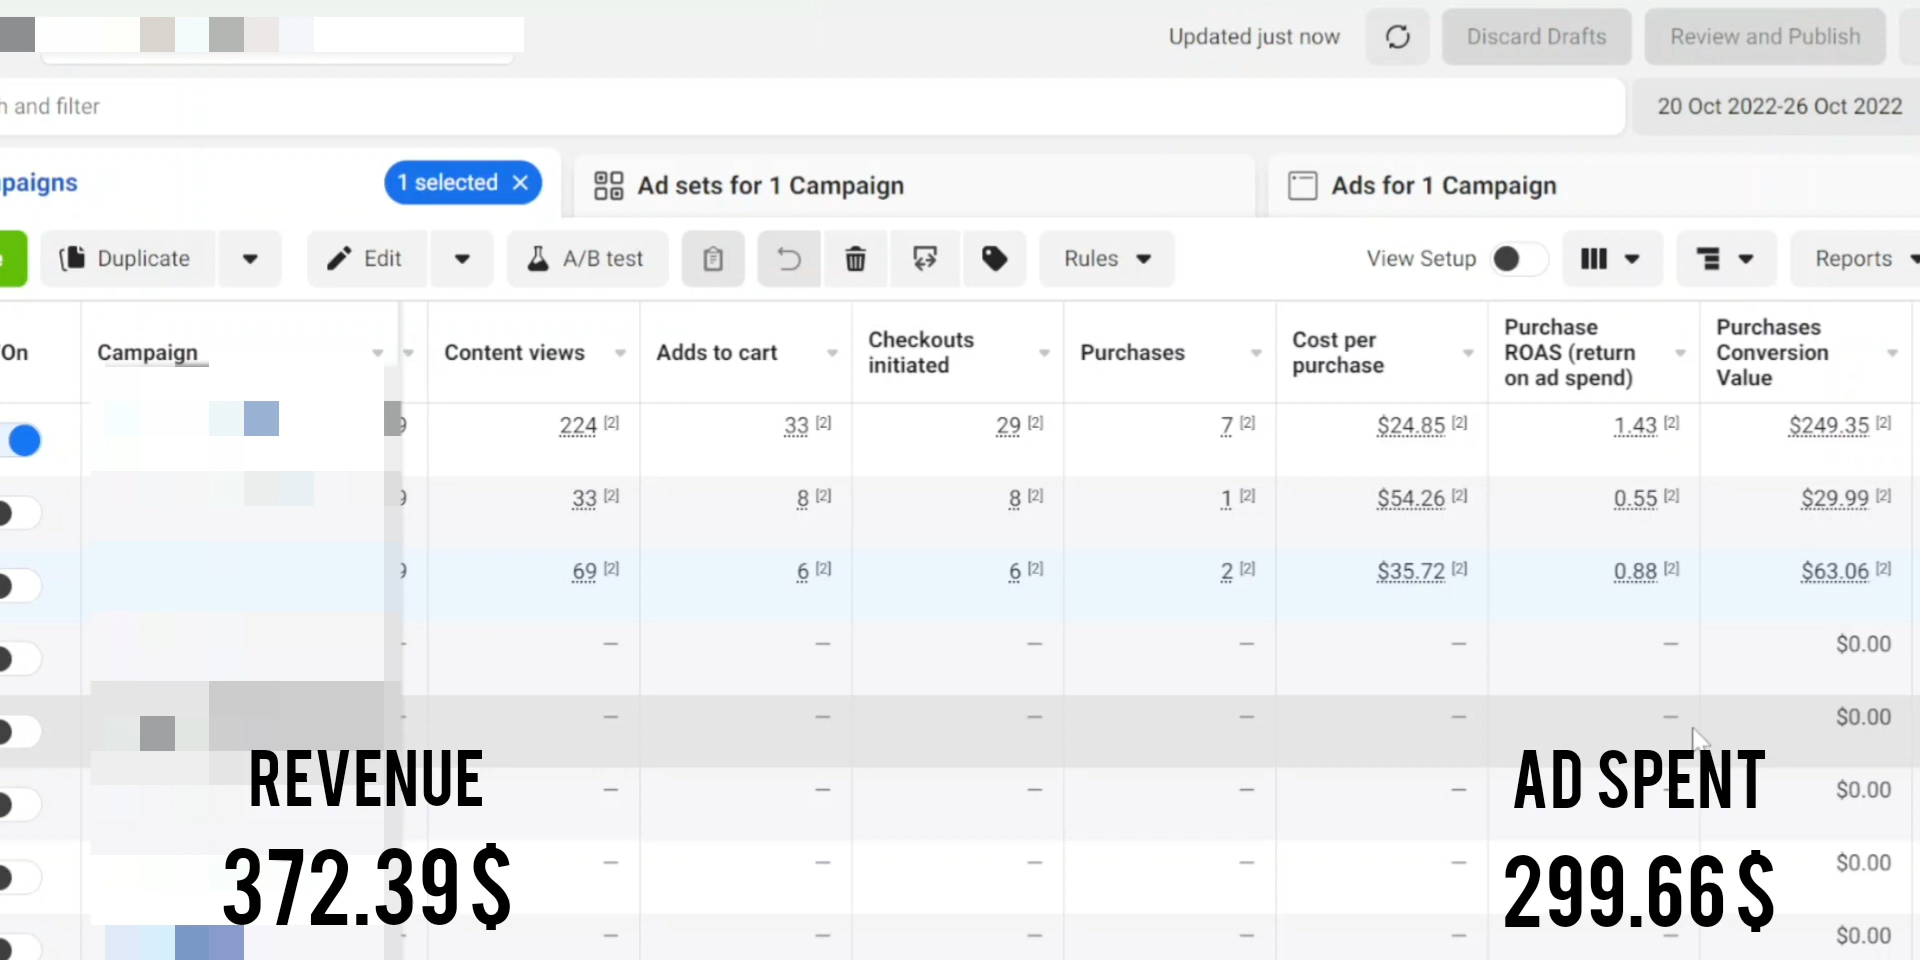 Updated just now
Discard Drafts
Review and Publish
h and filter
20 Oct 2022-26 Oct 2022
paigns
1 selected
Ad sets for 1 Campaign
Ads for 1 Campaign
Duplicate
Edit
A/B test
Rules
View Setup
Reports
On
Campaign
Content views
Adds to cart
Checkouts initiated
Purchases
Cost per purchase
Purchase ROAS (return on ad spend)
Purchases Conversion Value
9 224 [2] 33 [2] 29 [2] 7 [2] $24.85 [2] 1.43 [2] $249.35 [2]
9 33 [2] 8 [2] 8 [2] 1 [2] $54.26 [2] 0.55 [2] $29.99 [2]
9 69 [2] 6 [2] 6 [2] 2 [2] $35.72 [2] 0.88 [2] $63.06 [2]
- — — — — — — $0.00
- — — — — — — $0.00
— — — — — — $0.00
— — — — — — $0.00
— — — — — — $0.00
REVENUE
372.39$
AD SPENT
299.66$